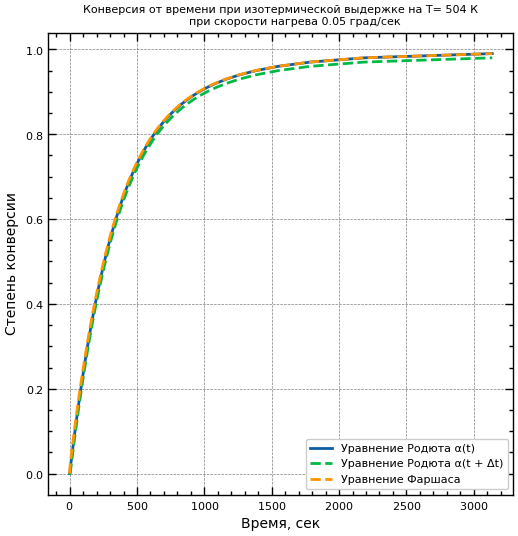 Конверсия от времени при изотермической выдержке на T= 504 К
при скорости нагрева 0.05 град/сек
Степень конверсии
1.0
0.8
0.6
0.4
0.2
0.0
Уравнение Родюта α(t)
Уравнение Родюта α(t + Δt)
Уравнение Фаршаса
0
500
1000
1500
2000
2500
3000
Время, сек